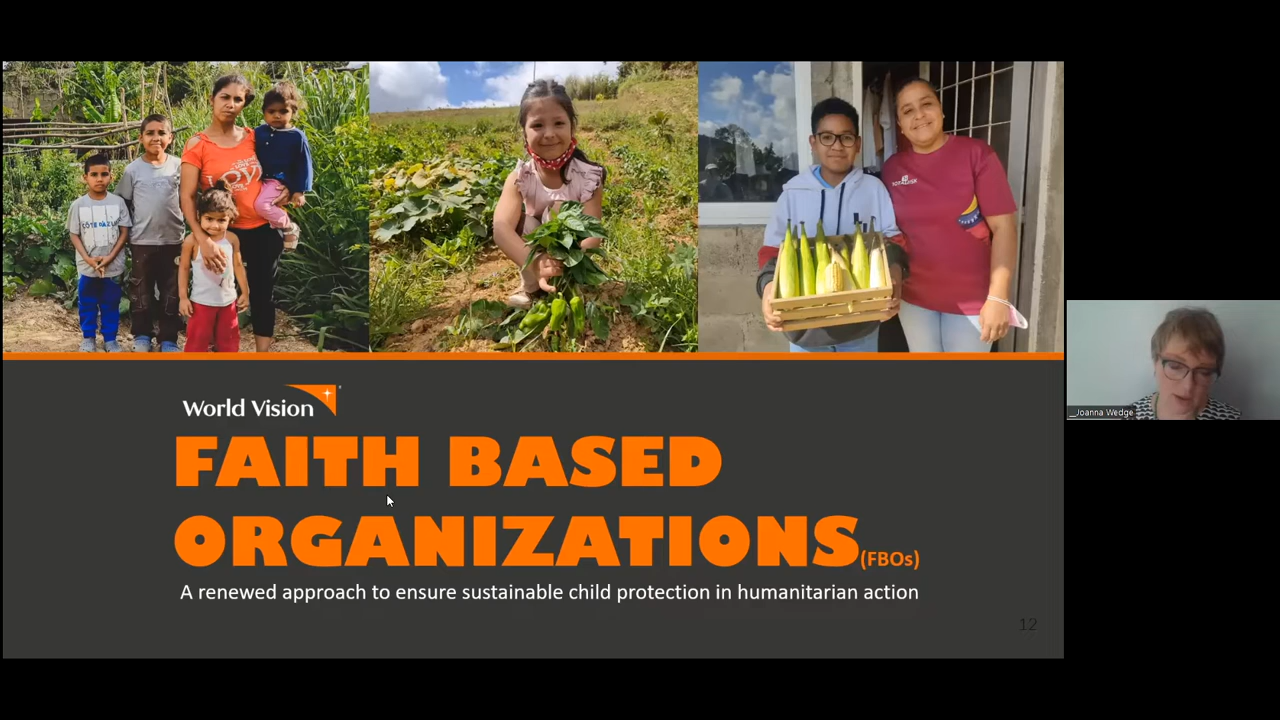 World Vision
FAITH BASED
ORGANIZATIONS (FBOs)
A renewed approach to ensure sustainable child protection in humanitarian action
12
Joanna Wedge